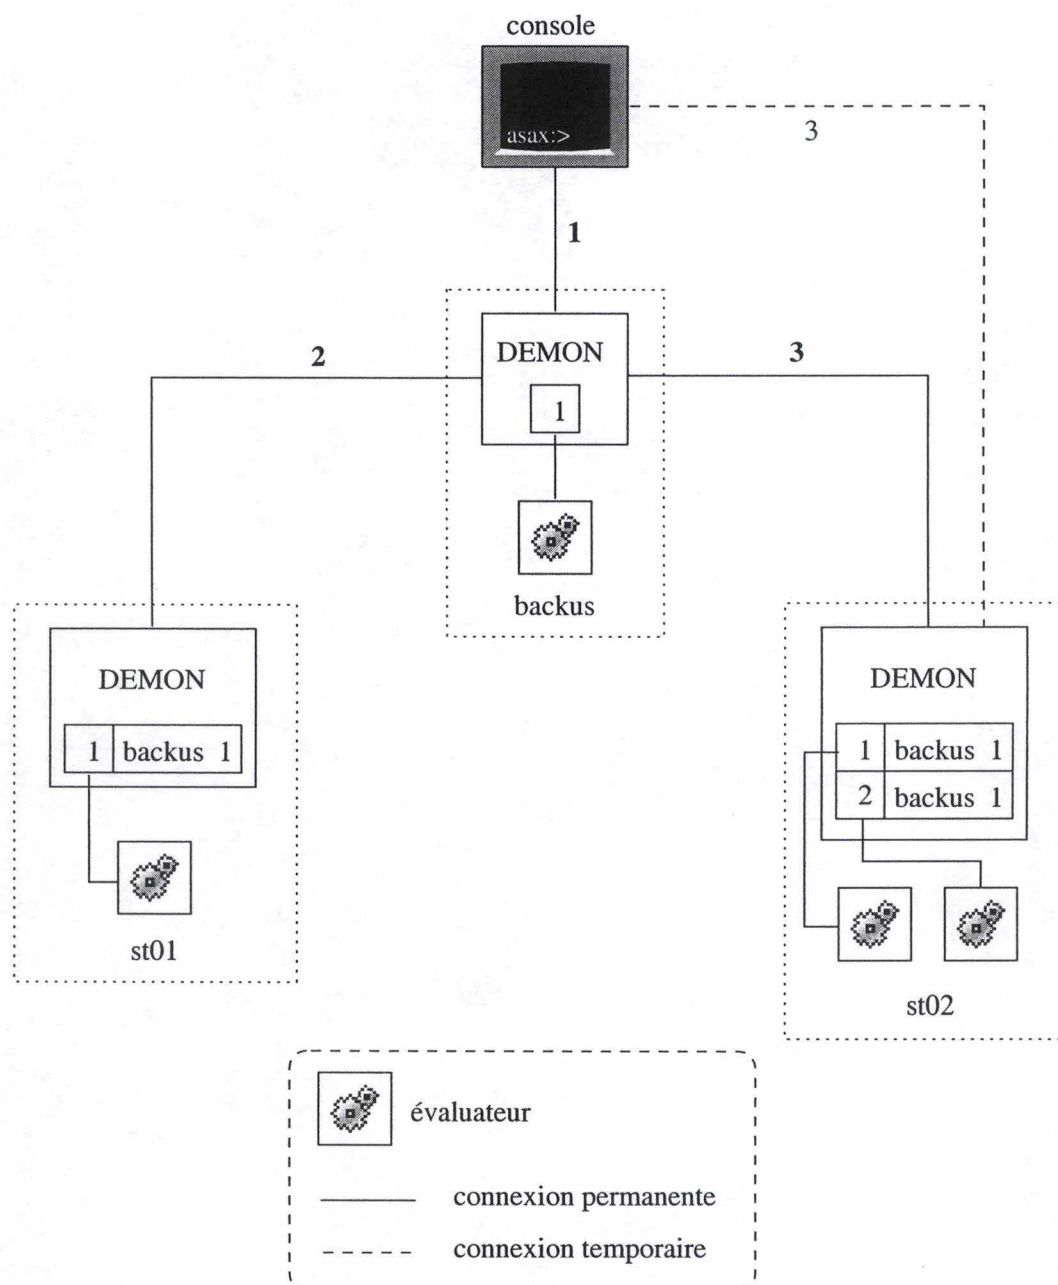 console
asax:>
3
1
DEMON
1
2
3
backus
DEMON
1 backus 1
st01
DEMON
1 backus 1
2 backus 1
st02
évaluateur
connexion permanente
connexion temporaire